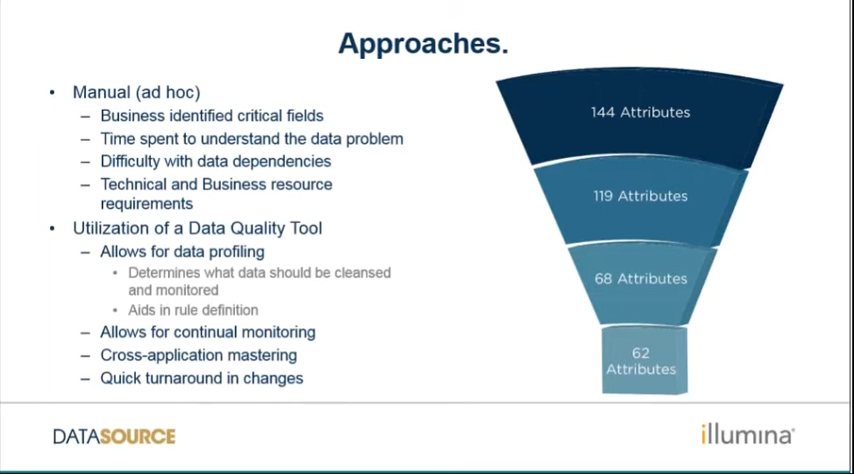 Approaches.
• Manual (ad hoc)
– Business identified critical fields
– Time spent to understand the data problem
– Difficulty with data dependencies
– Technical and Business resource
requirements
• Utilization of a Data Quality Tool
– Allows for data profiling
• Determines what data should be cleansed
and monitored
• Aids in rule definition
– Allows for continual monitoring
– Cross-application mastering
– Quick turnaround in changes
144 Attributes
119 Attributes
68 Attributes
62
Attributes
DATASOURCE
illumina®